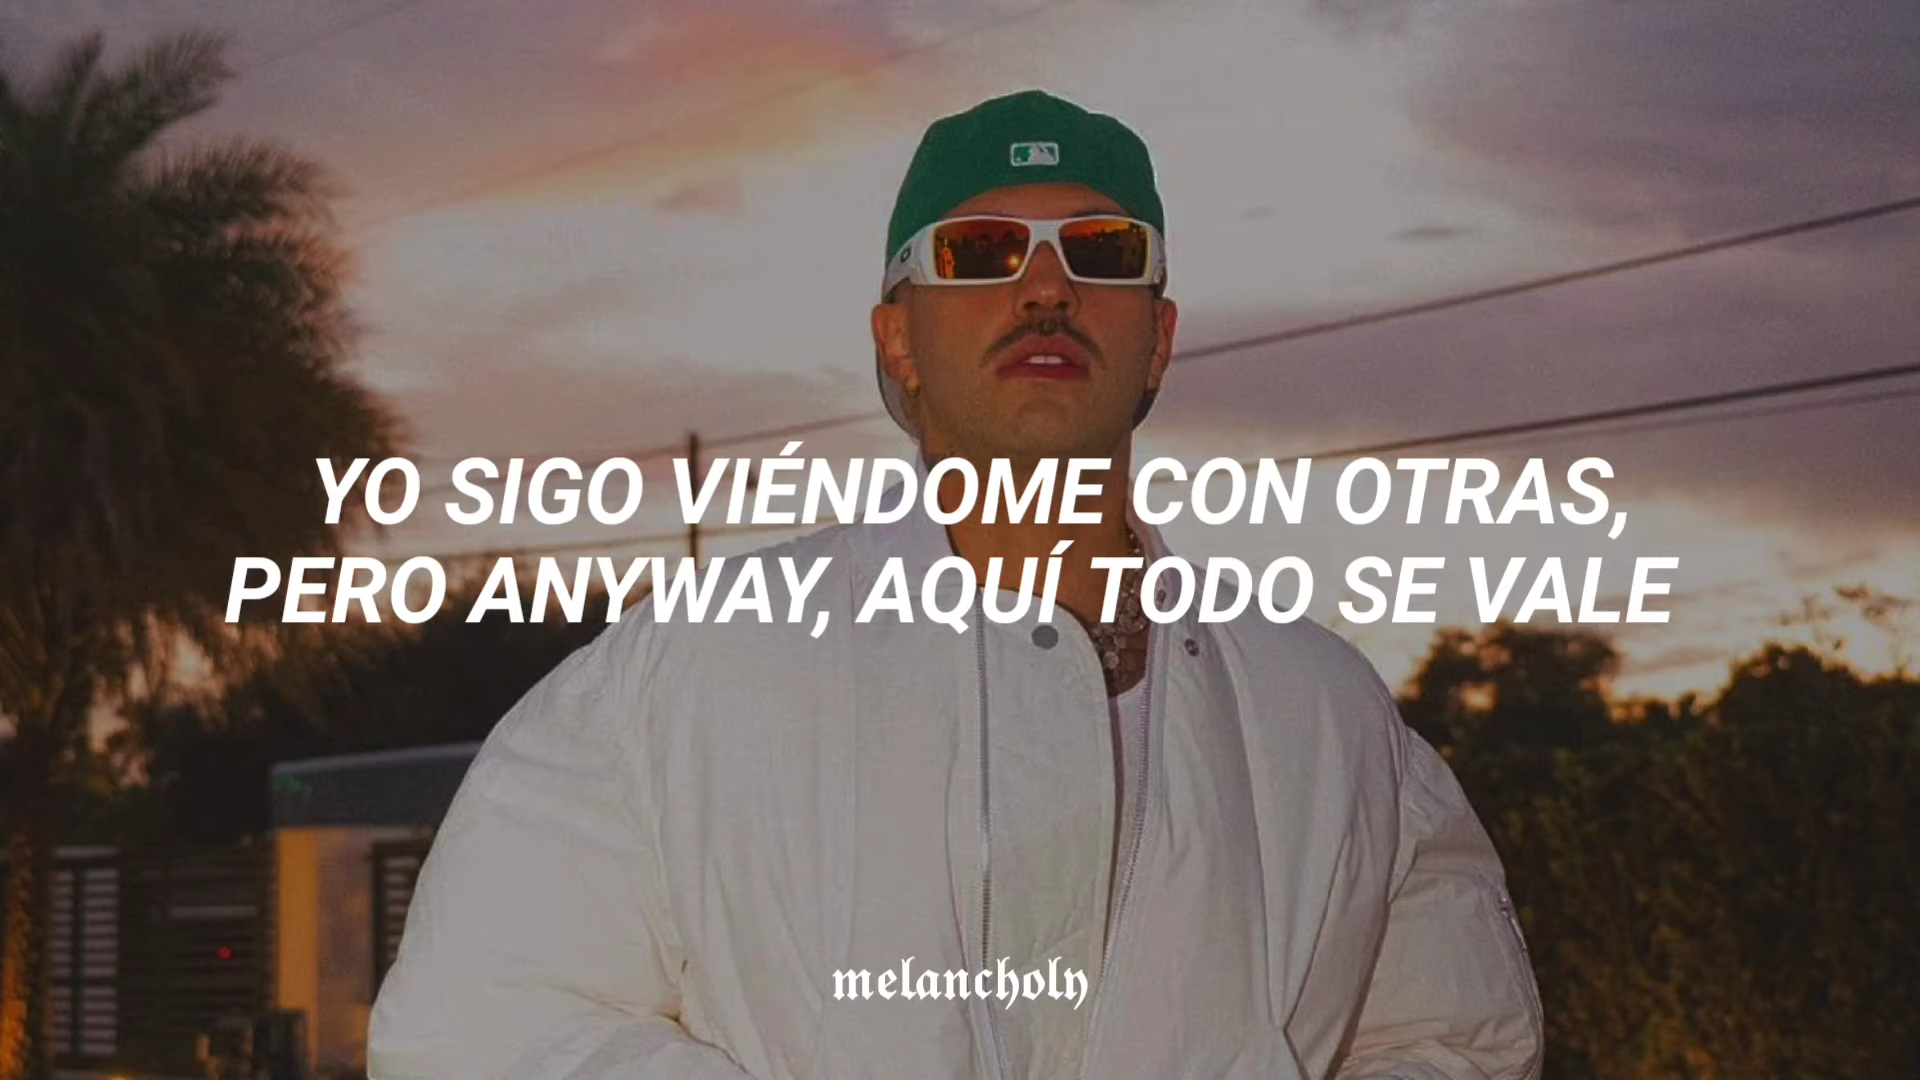 YO SIGO VIÉNDOME CON OTRAS,
PERO ANYWAY, AQUÍ TODO SE VALE
melancholy